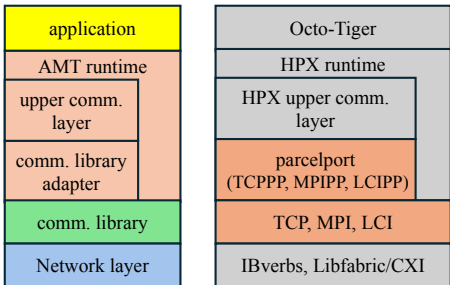 application
AMT runtime
upper comm.
layer
comm. library
adapter
comm. library
Network layer
Octo-Tiger
HPX runtime
HPX upper comm.
layer
parcelport
(TCPPP, MPIPP, LCIPP)
TCP, MPI, LCI
IBverbs, Libfabric/CXI